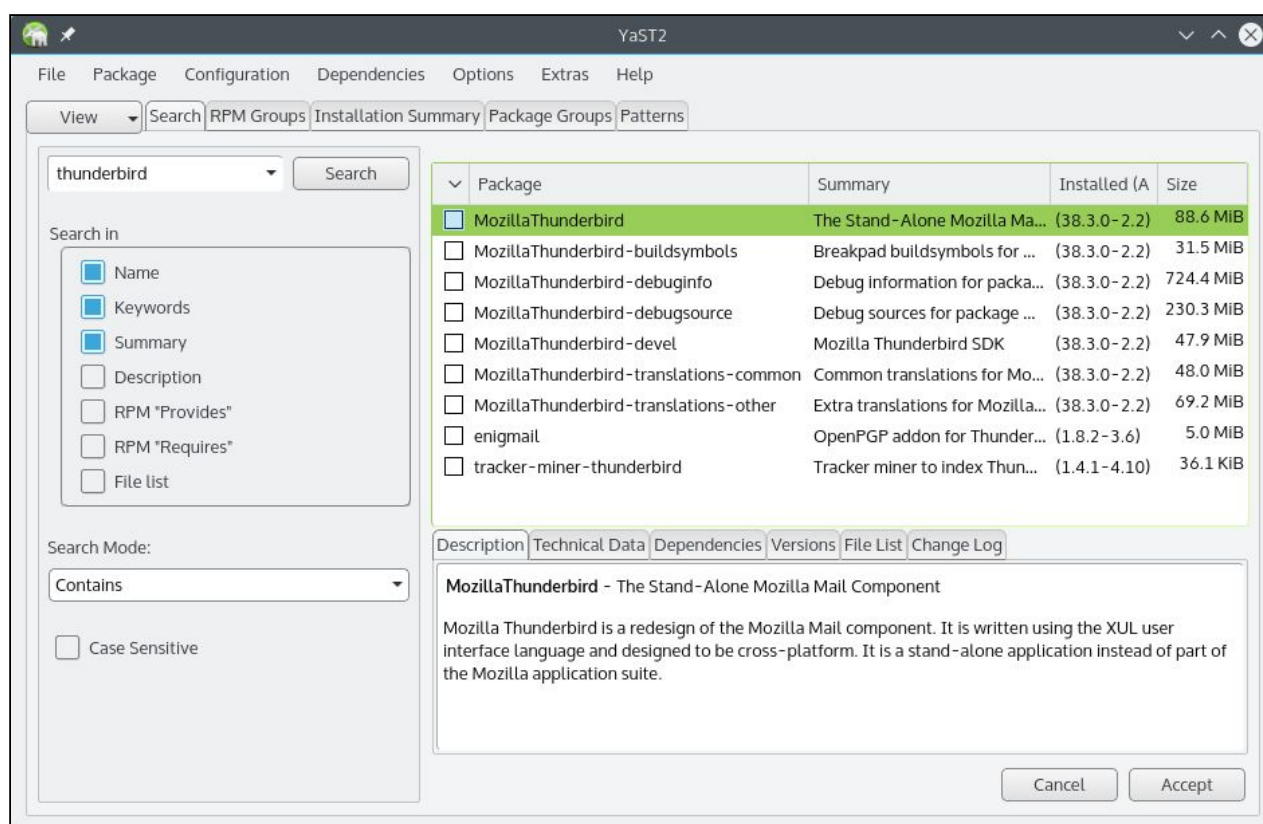 YaST2
File Package Configuration Dependencies Options Extras Help
View Search RPM Groups Installation Summary Package Groups Patterns
thunderbird Search
Search in
Name
Keywords
Summary
Description
RPM "Provides"
RPM "Requires"
File list
Search Mode:
Contains
Case Sensitive
Package Summary Installed (A Size
MozillaThunderbird The Stand-Alone Mozilla Ma... (38.3.0-2.2) 88.6 MiB
MozillaThunderbird-buildsymbols Breakpad buildsymbols for ... (38.3.0-2.2) 31.5 MiB
MozillaThunderbird-debuginfo Debug information for packa... (38.3.0-2.2) 724.4 MiB
MozillaThunderbird-debugsource Debug sources for package ... (38.3.0-2.2) 230.3 MiB
MozillaThunderbird-devel Mozilla Thunderbird SDK (38.3.0-2.2) 47.9 MiB
MozillaThunderbird-translations-common Common translations for Mo... (38.3.0-2.2) 48.0 MiB
MozillaThunderbird-translations-other Extra translations for Mozilla... (38.3.0-2.2) 69.2 MiB
enigmail OpenPGP addon for Thunder... (1.8.2-3.6) 5.0 MiB
tracker-miner-thunderbird Tracker miner to index Thun... (1.4.1-4.10) 36.1 KiB
Description Technical Data Dependencies Versions File List Change Log
MozillaThunderbird - The Stand-Alone Mozilla Mail Component
Mozilla Thunderbird is a redesign of the Mozilla Mail component. It is written using the XUL user
interface language and designed to be cross-platform. It is a stand-alone application instead of part of
the Mozilla application suite.
Cancel Accept